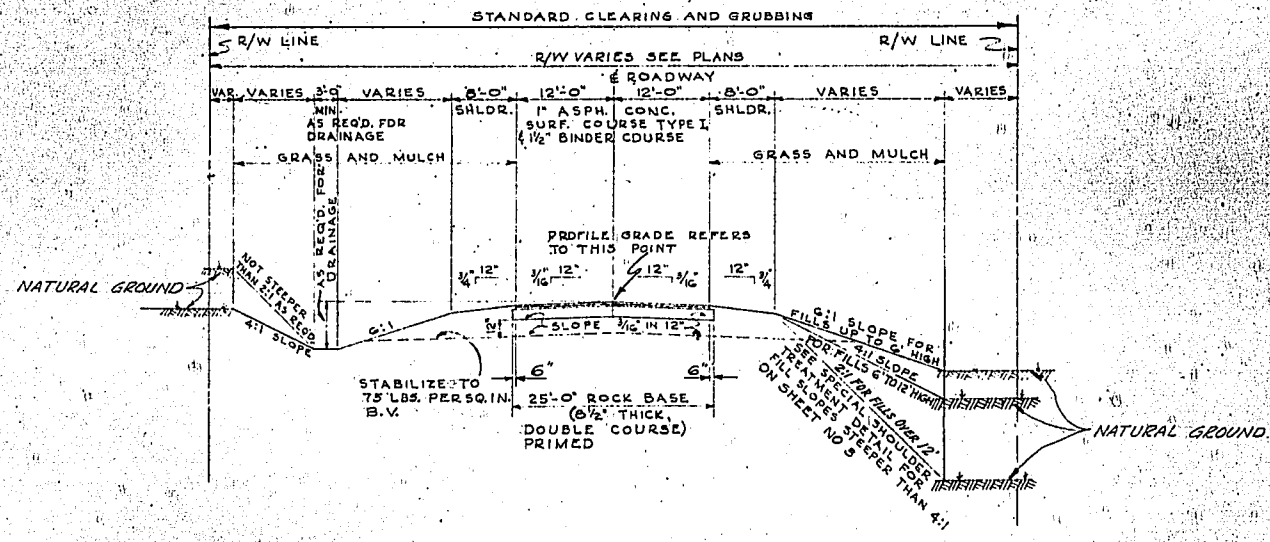 STANDARD CLEARING AND GRUBBING
R/W LINE
R/W LINE
R/W VARIES SEE PLANS
℄ ROADWAY
VAR.
VARIES
3'-0"
VARIES
8'-0"
12'-0"
12'-0"
8'-0"
VARIES
VARIES
MIN.
AS REQ'D. FOR
DRAINAGE
SHLDR.
1" ASPH. CONC.
SURF. COURSE TYPE I
& 1 1/2" BINDER COURSE
SHLDR.
GRASS AND MULCH
GRASS AND MULCH
AS REQ'D. FOR
DRAINAGE
PROFILE GRADE REFERS
TO THIS POINT
3/4
12"
3/16"
12"
12"
3/16"
12"
3/4
NATURAL GROUND
NOT STEEPER
THAN 2:1 AS REQ'D.
4:1
SLOPE
6:1
12"
SLOPE 3/16" IN 12"
6:1 SLOPE FOR
FILLS UP TO 6' HIGH
4:1 SLOPE
FOR FILLS 6' TO 12' HIGH
2:1 FOR FILLS OVER 12'
SEE SPECIAL SHOULDER
TREATMENT DETAIL FOR
FILL SLOPES STEEPER THAN 4:1
ON SHEET NO 5
STABILIZE TO
75 LBS. PER SQ. IN.
B.V.
6"
6"
25'-0" ROCK BASE
(8 1/2" THICK,
DOUBLE COURSE)
PRIMED
NATURAL GROUND